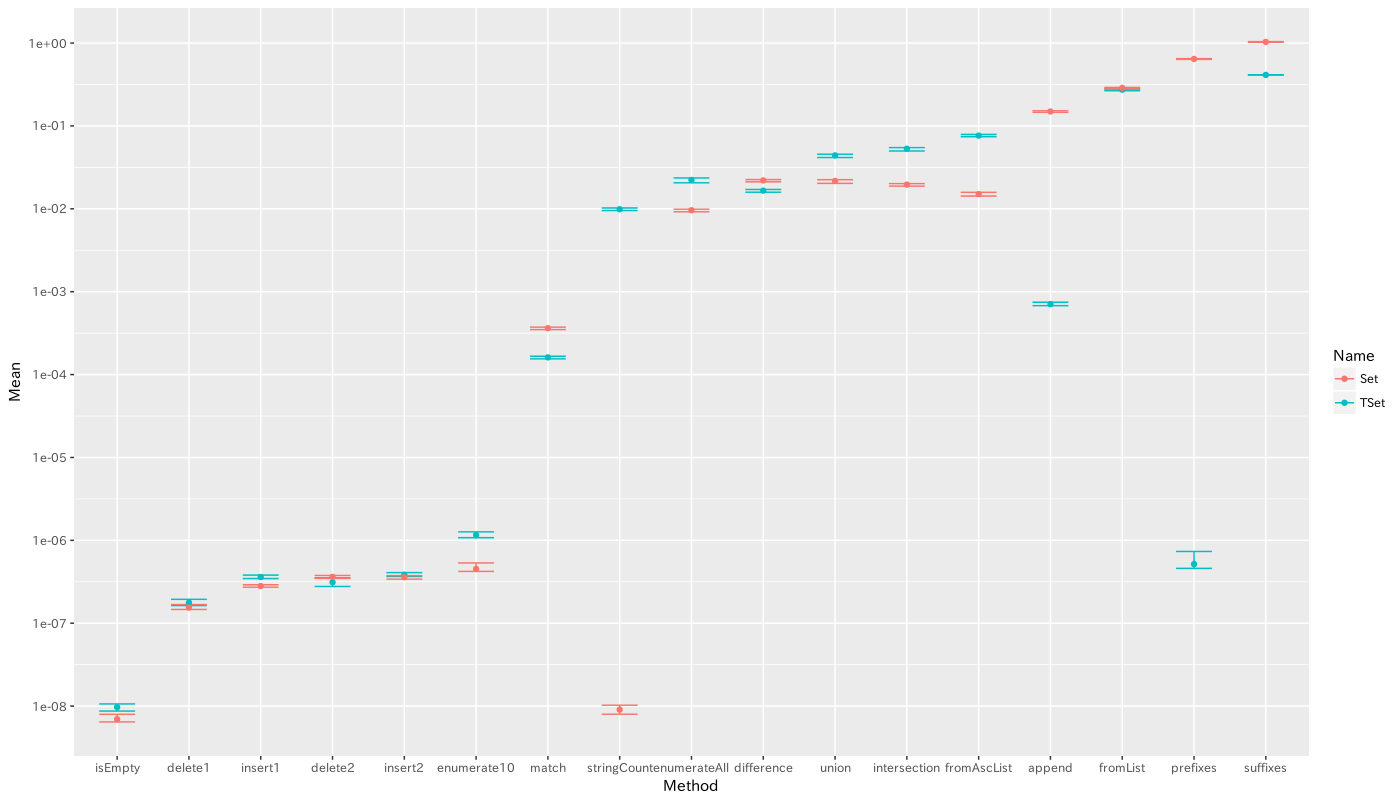 1e+00
1e-01
1e-02
1e-03
1e-04
1e-05
1e-06
1e-07
1e-08
Mean
isEmpty delete1 insert1 delete2 insert2 enumerate10 match stringCount enumerateAll difference union intersection fromAscList append fromList prefixes suffixes
Method
Name
Set
TSet